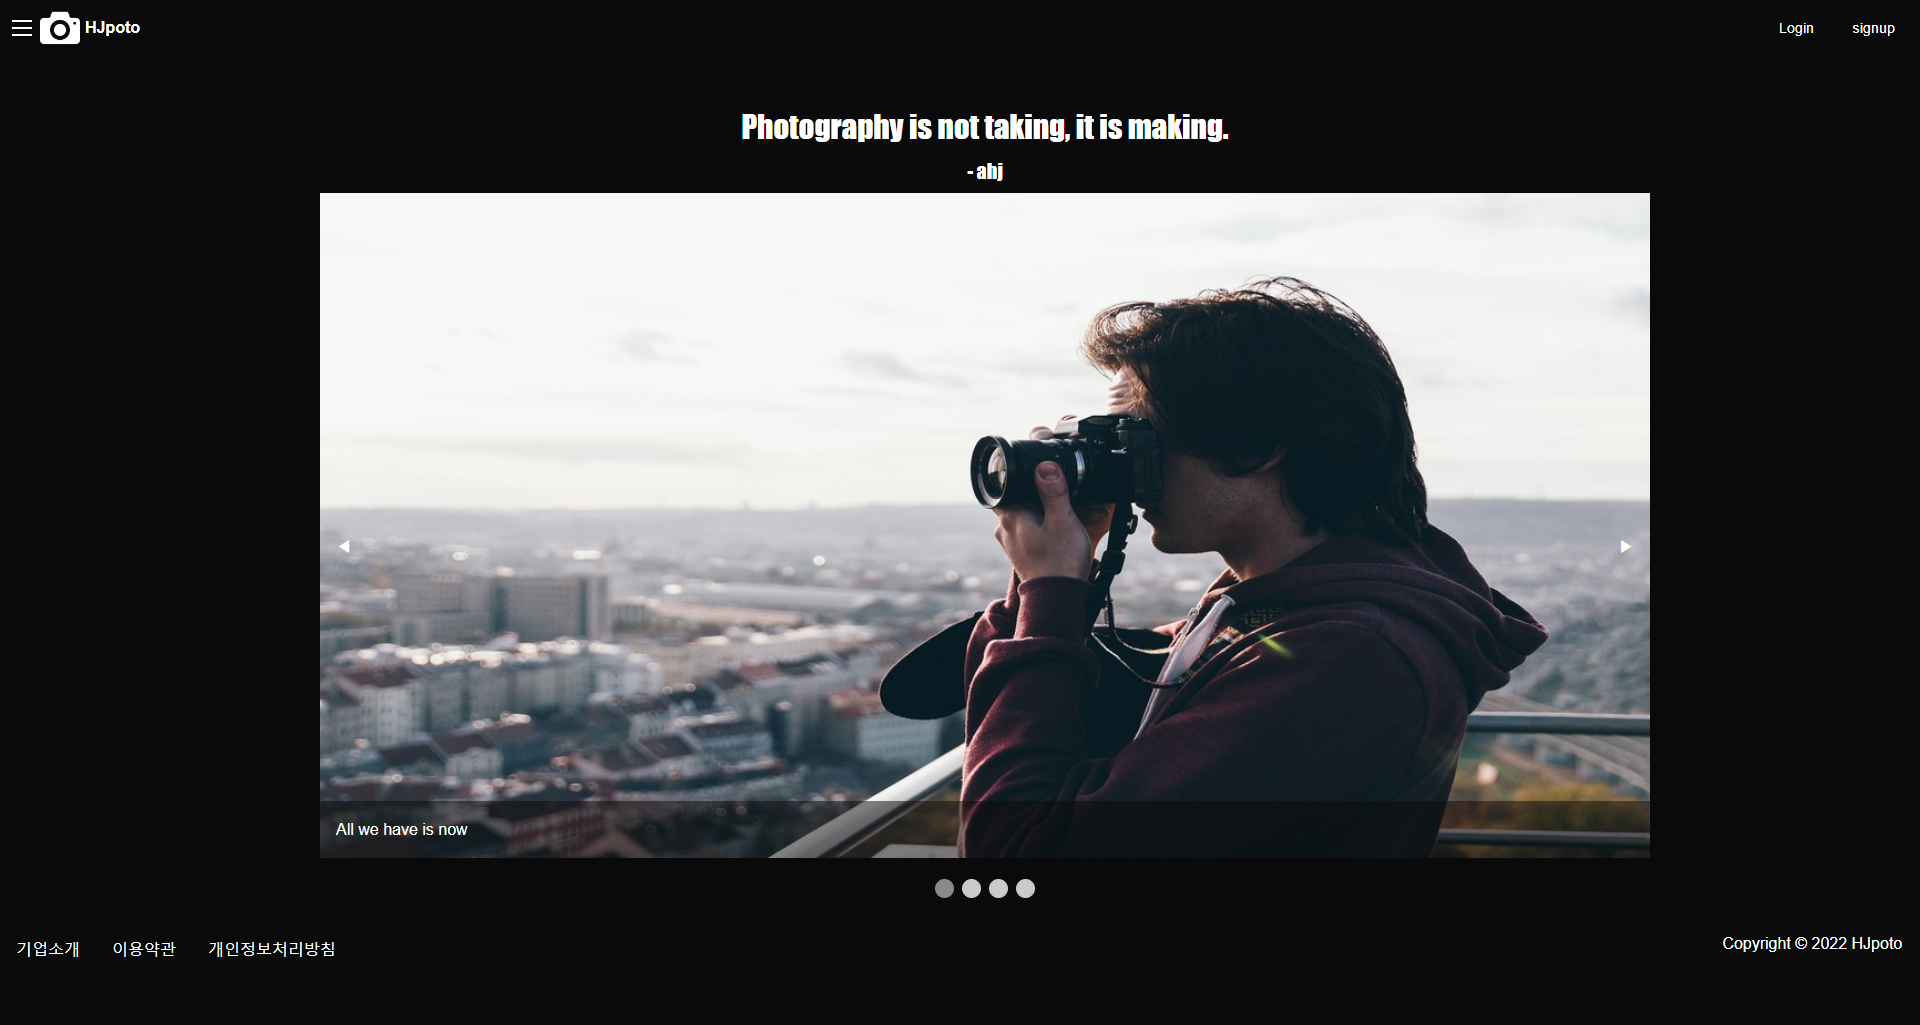 HJpoto
Login
signup
Photography is not taking, it is making.
- ahj
All we have is now
기업소개
이용약관
개인정보처리방침
Copyright © 2022 HJpoto